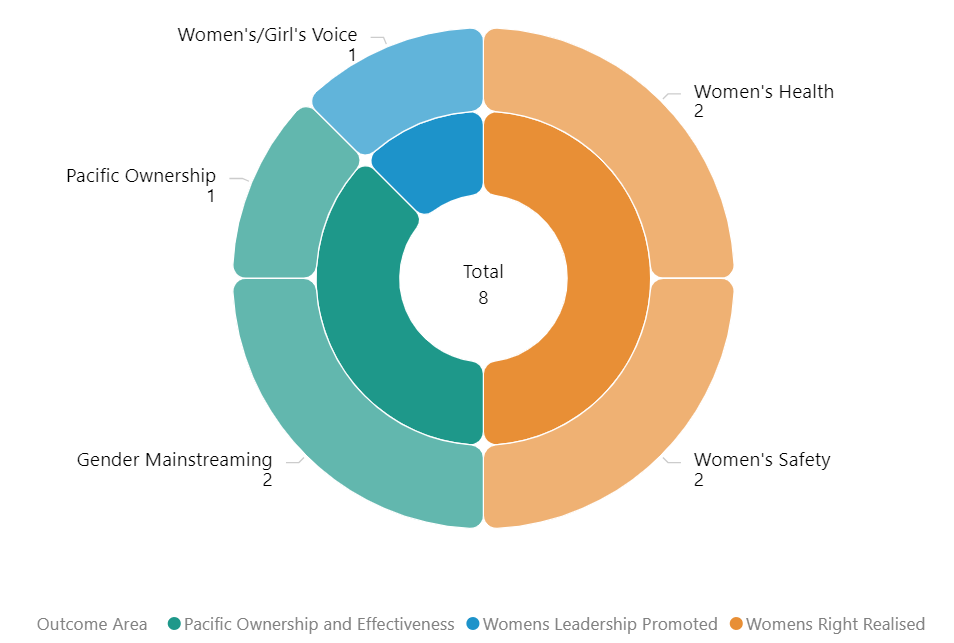 Women's/Girl's Voice
1
Women's Health
2
Pacific Ownership
1
Total
8
Gender Mainstreaming
2
Women's Safety
2
Outcome Area Pacific Ownership and Effectiveness Womens Leadership Promoted Womens Right Realised